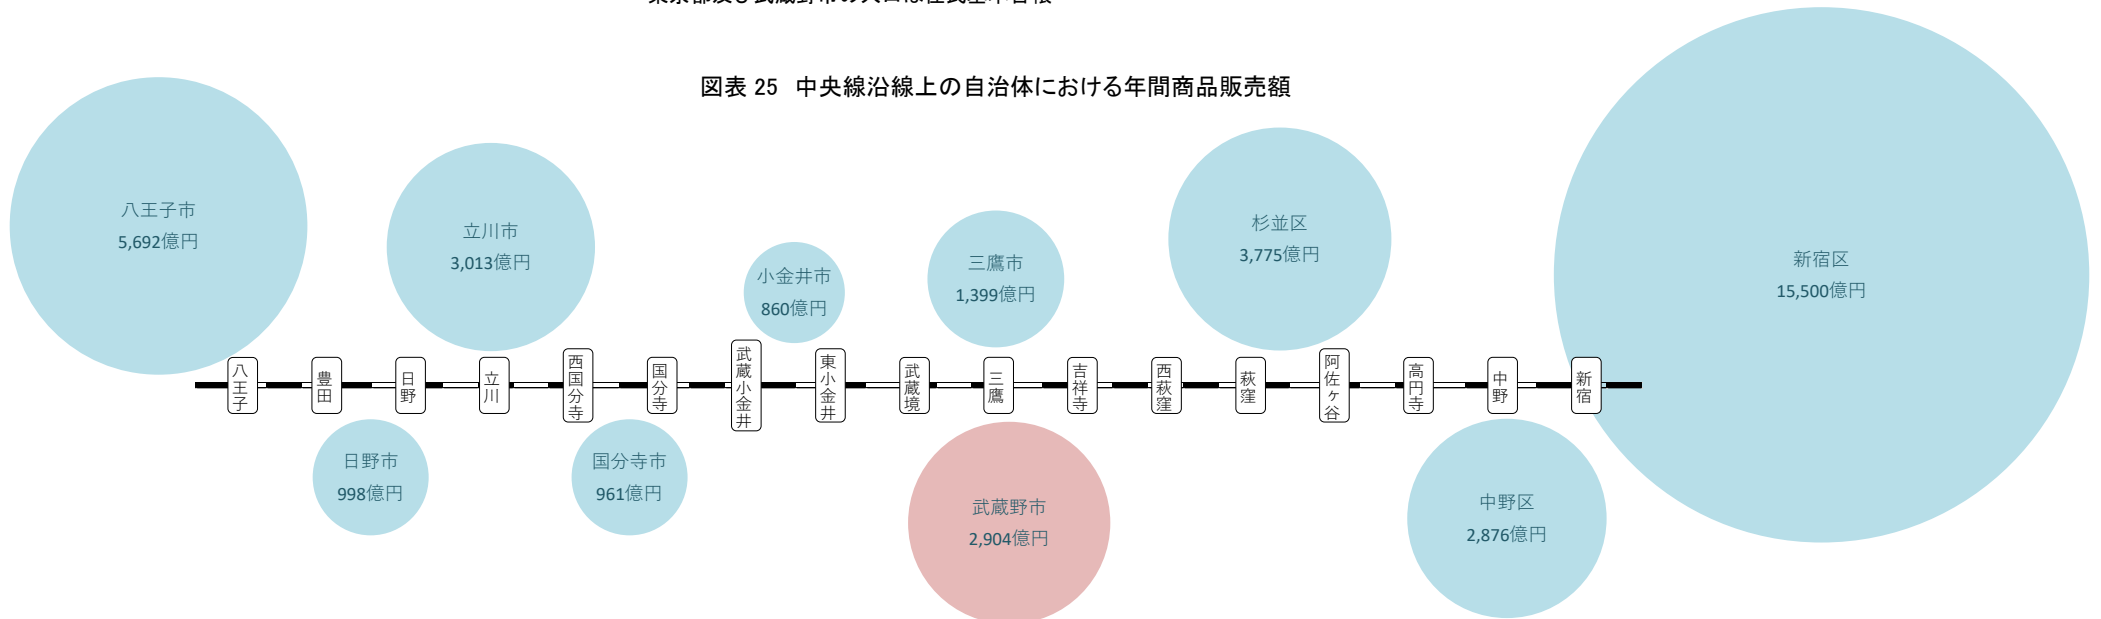 図表 25 中央線沿線上の自治体における年間商品販売額
八王子市
5,692億円
立川市
3,013億円
小金井市
860億円
三鷹市
1,399億円
杉並区
3,775億円
新宿区
15,500億円
八王子
豊田
日野
立川
西国分寺
国分寺
武蔵小金井
東小金井
武蔵境
三鷹
吉祥寺
西萩窪
萩窪
阿佐ヶ谷
高円寺
中野
新宿
日野市
998億円
国分寺市
961億円
武蔵野市
2,904億円
中野区
2,876億円